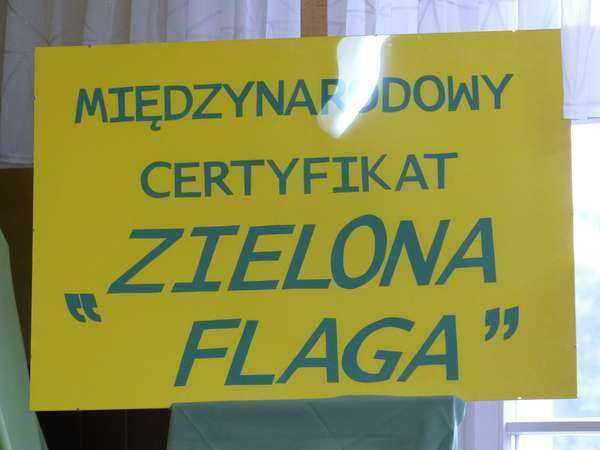 MIĘDZYNARODOWY
CERTYFIKAT
"ZIELONA
FLAGA"